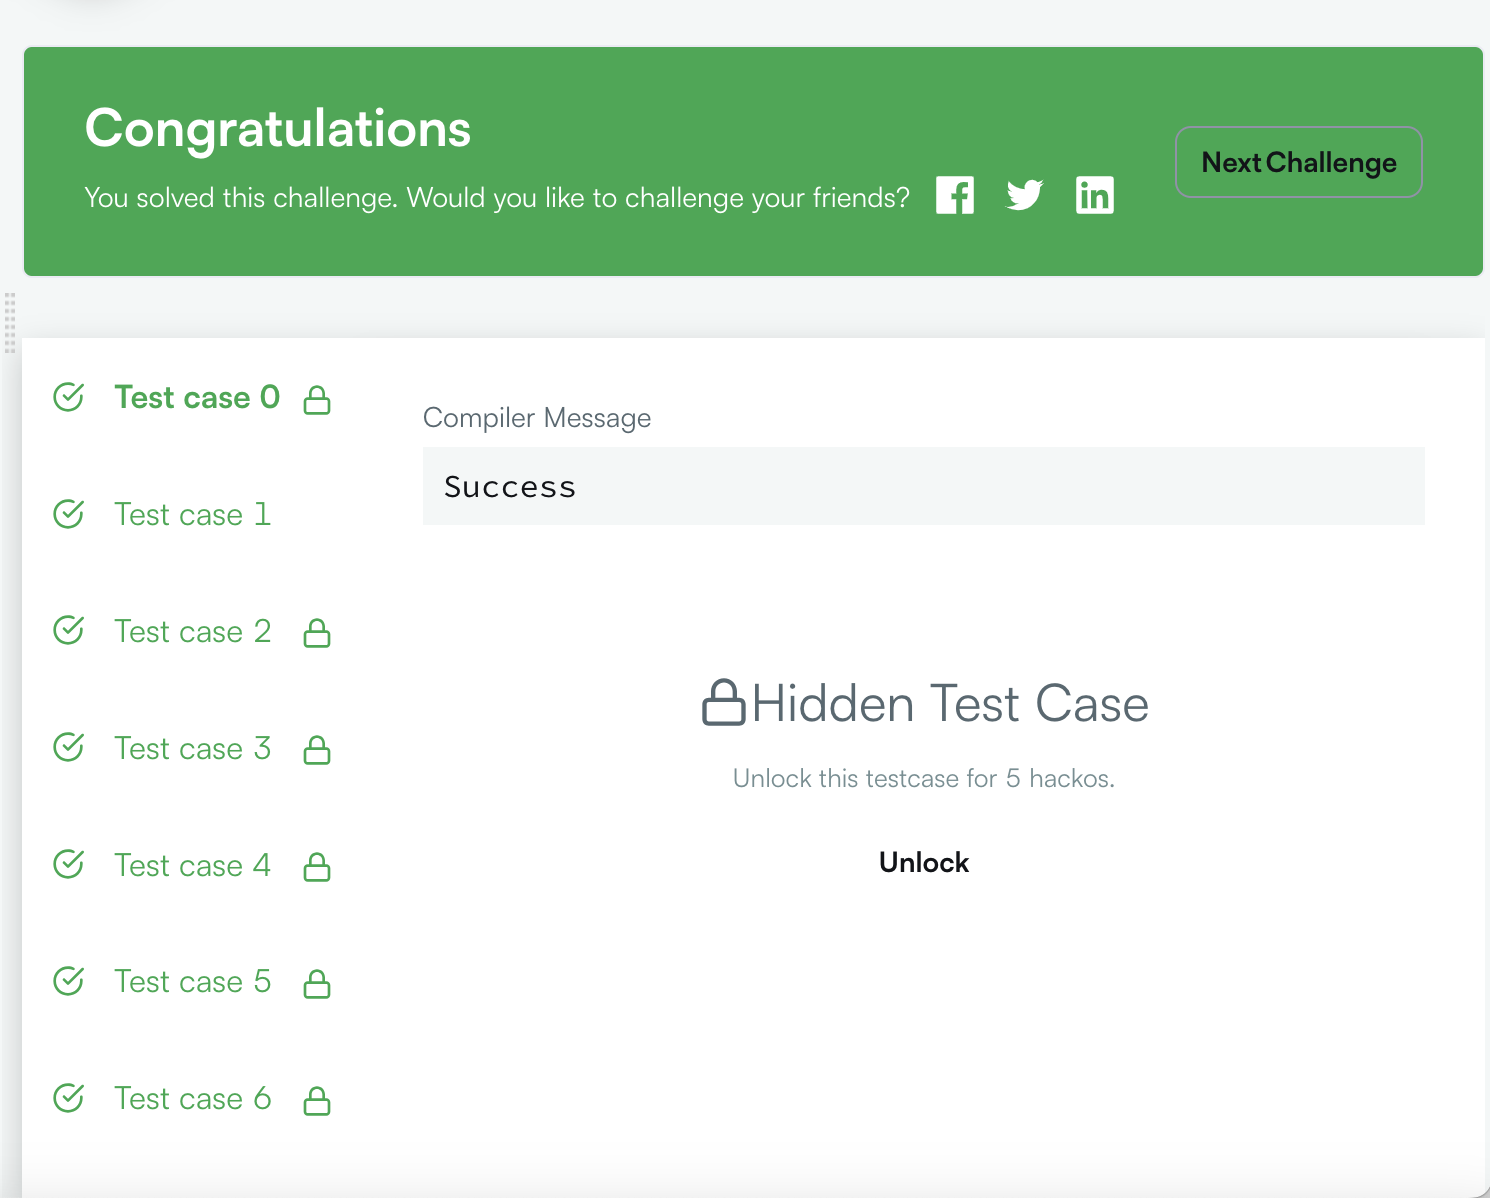 Congratulations
You solved this challenge. Would you like to challenge your friends?
Next Challenge
Test case 0
Test case 1
Test case 2
Test case 3
Test case 4
Test case 5
Test case 6
Compiler Message
Success
Hidden Test Case
Unlock this testcase for 5 hackos.
Unlock